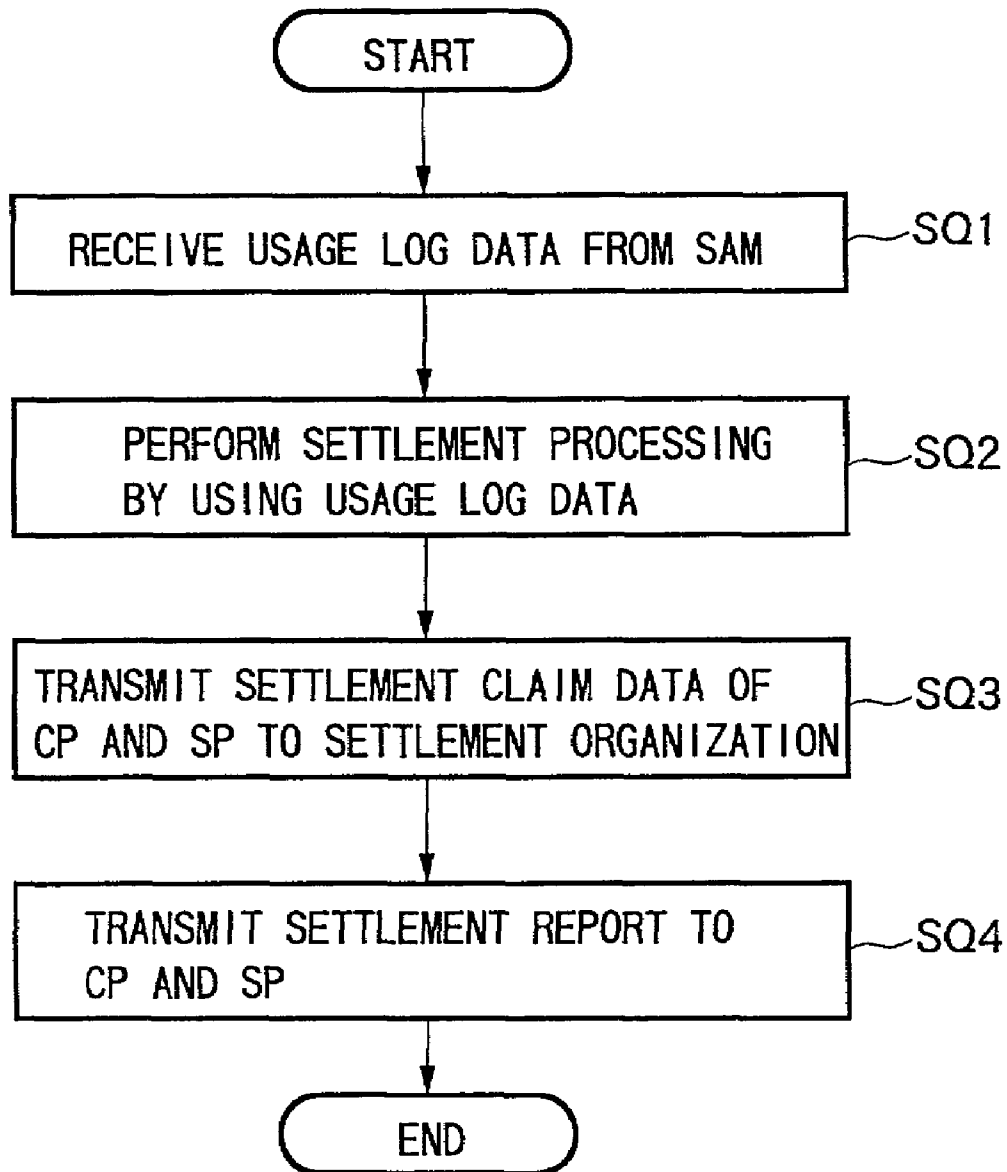 START
RECEIVE USAGE LOG DATA FROM SAM
SQ1
PERFORM SETTLEMENT PROCESSING
BY USING USAGE LOG DATA
SQ2
TRANSMIT SETTLEMENT CLAIM DATA OF
CP AND SP TO SETTLEMENT ORGANIZATION
SQ3
TRANSMIT SETTLEMENT REPORT TO
CP AND SP
SQ4
END